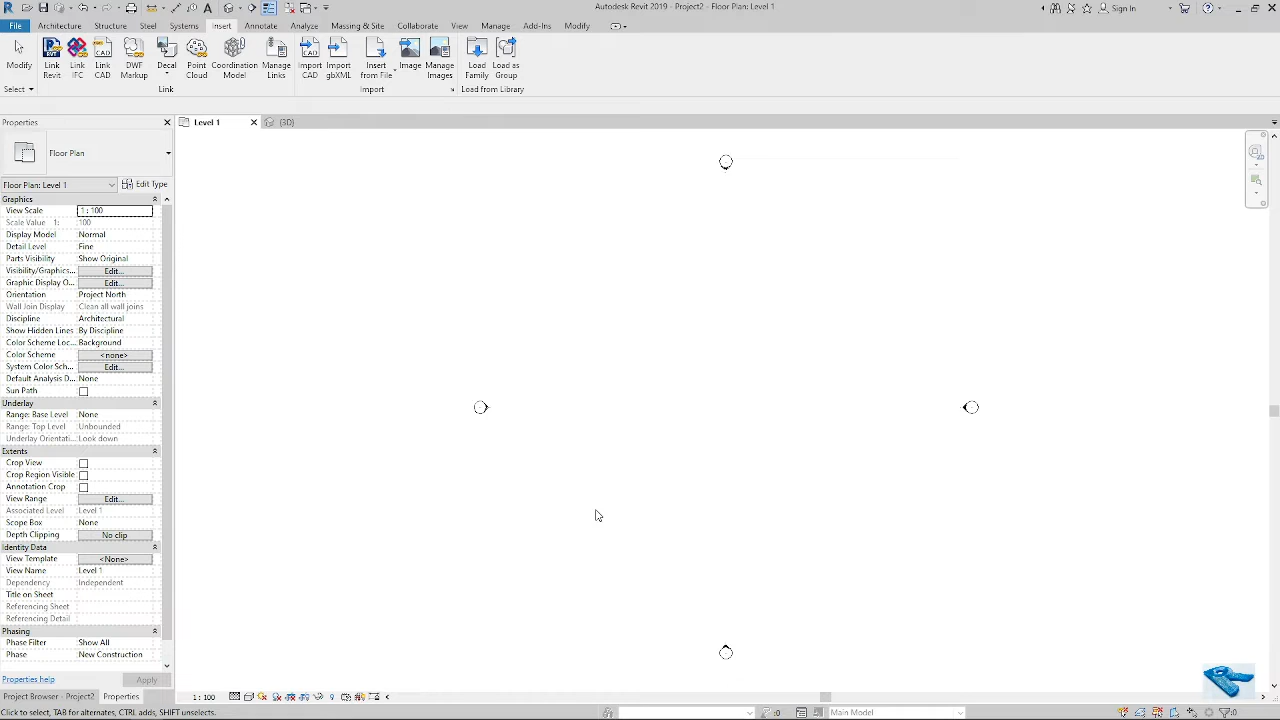 Autodesk Revit 2019 - Project2 - Floor Plan: Level 1
Sign In
File Architecture Structure Steel Systems Insert Annotate Analyze Massing & Site Collaborate View Manage Add-Ins Modify
Modify
Link Revit
Link IFC
Link CAD
DWF Markup
Decal
Point Cloud
Coordination Model
Manage Links
Import CAD
Import gbXML
Insert from File
Image
Manage Images
Load Family
Load as Group
Select
Link
Import
Load from Library
Properties
Level 1
{3D}
Floor Plan
Floor Plan: Level 1
Edit Type
Graphics
View Scale 1 : 100
Scale Value 1: 100
Display Model Normal
Detail Level Fine
Parts Visibility Show Original
Visibility/Graphics... Edit...
Graphic Display O... Edit...
Orientation Project North
Wall Join Display Clean all wall joins
Discipline Architectural
Show Hidden Lines By Discipline
Color Scheme Loc... Background
Color Scheme <none>
System Color Sch... Edit...
Default Analysis D... None
Sun Path
Underlay
Range: Base Level None
Range: Top Level Unbounded
Underlay Orientati... Look down
Extents
Crop View
Crop Region Visible
Annotation Crop
View Range Edit...
Associated Level Level 1
Scope Box None
Depth Clipping No clip
Identity Data
View Template <None>
View Name Level 1
Dependency Independent
Title on Sheet
Referencing Sheet
Referencing Detail
Phasing
Phase Filter Show All
Phase New Construction
Properties help
Apply
Project Browser - Project2
Properties
1 : 100
Click to select, TAB for alternates, CTRL adds, SHIFT unselects.
:0
Main Model
:0